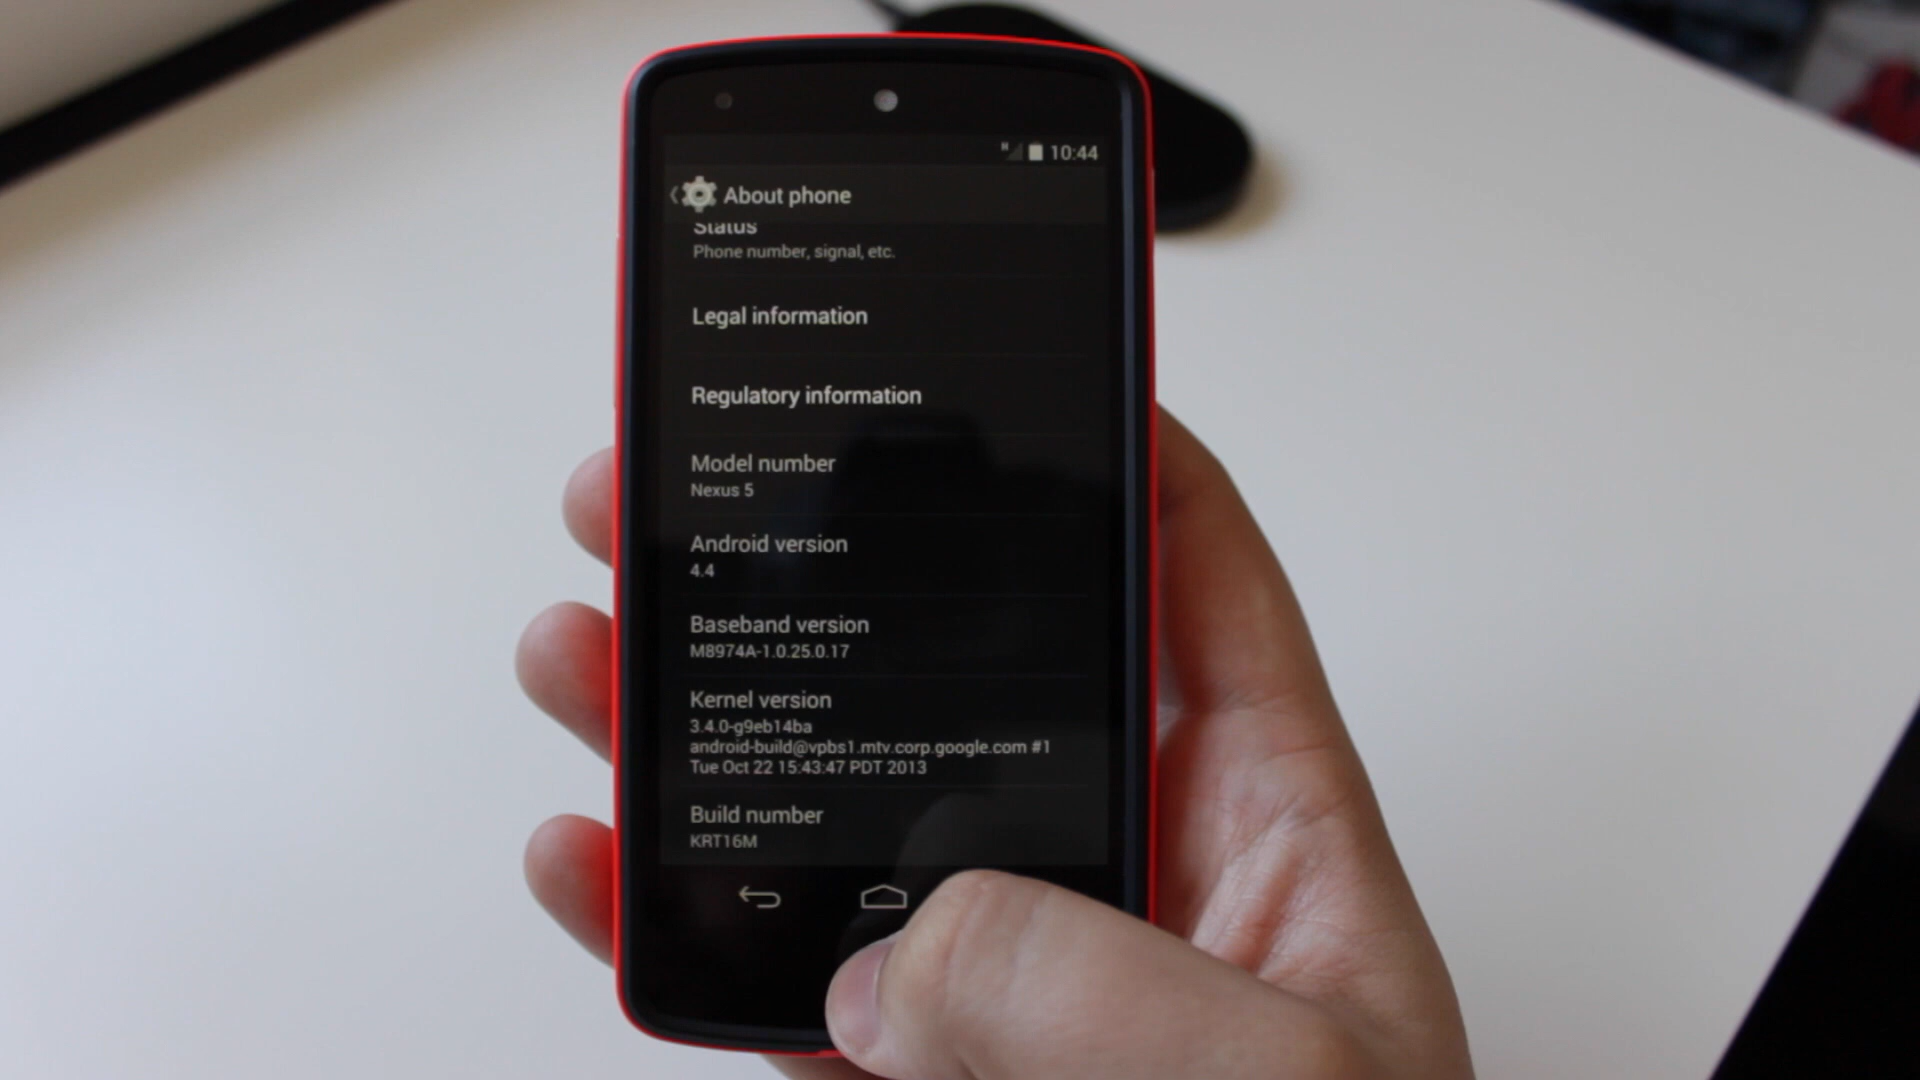 10:44
About phone
Status
Phone number, signal, etc.
Legal information
Regulatory information
Model number
Nexus 5
Android version
4.4
Baseband version
M8974A-1.0.25.0.17
Kernel version
3.4.0-g9eb14ba
android-build@vpbs1.mtv.corp.google.com #1
Tue Oct 22 15:43:47 PDT 2013
Build number
KRT16M